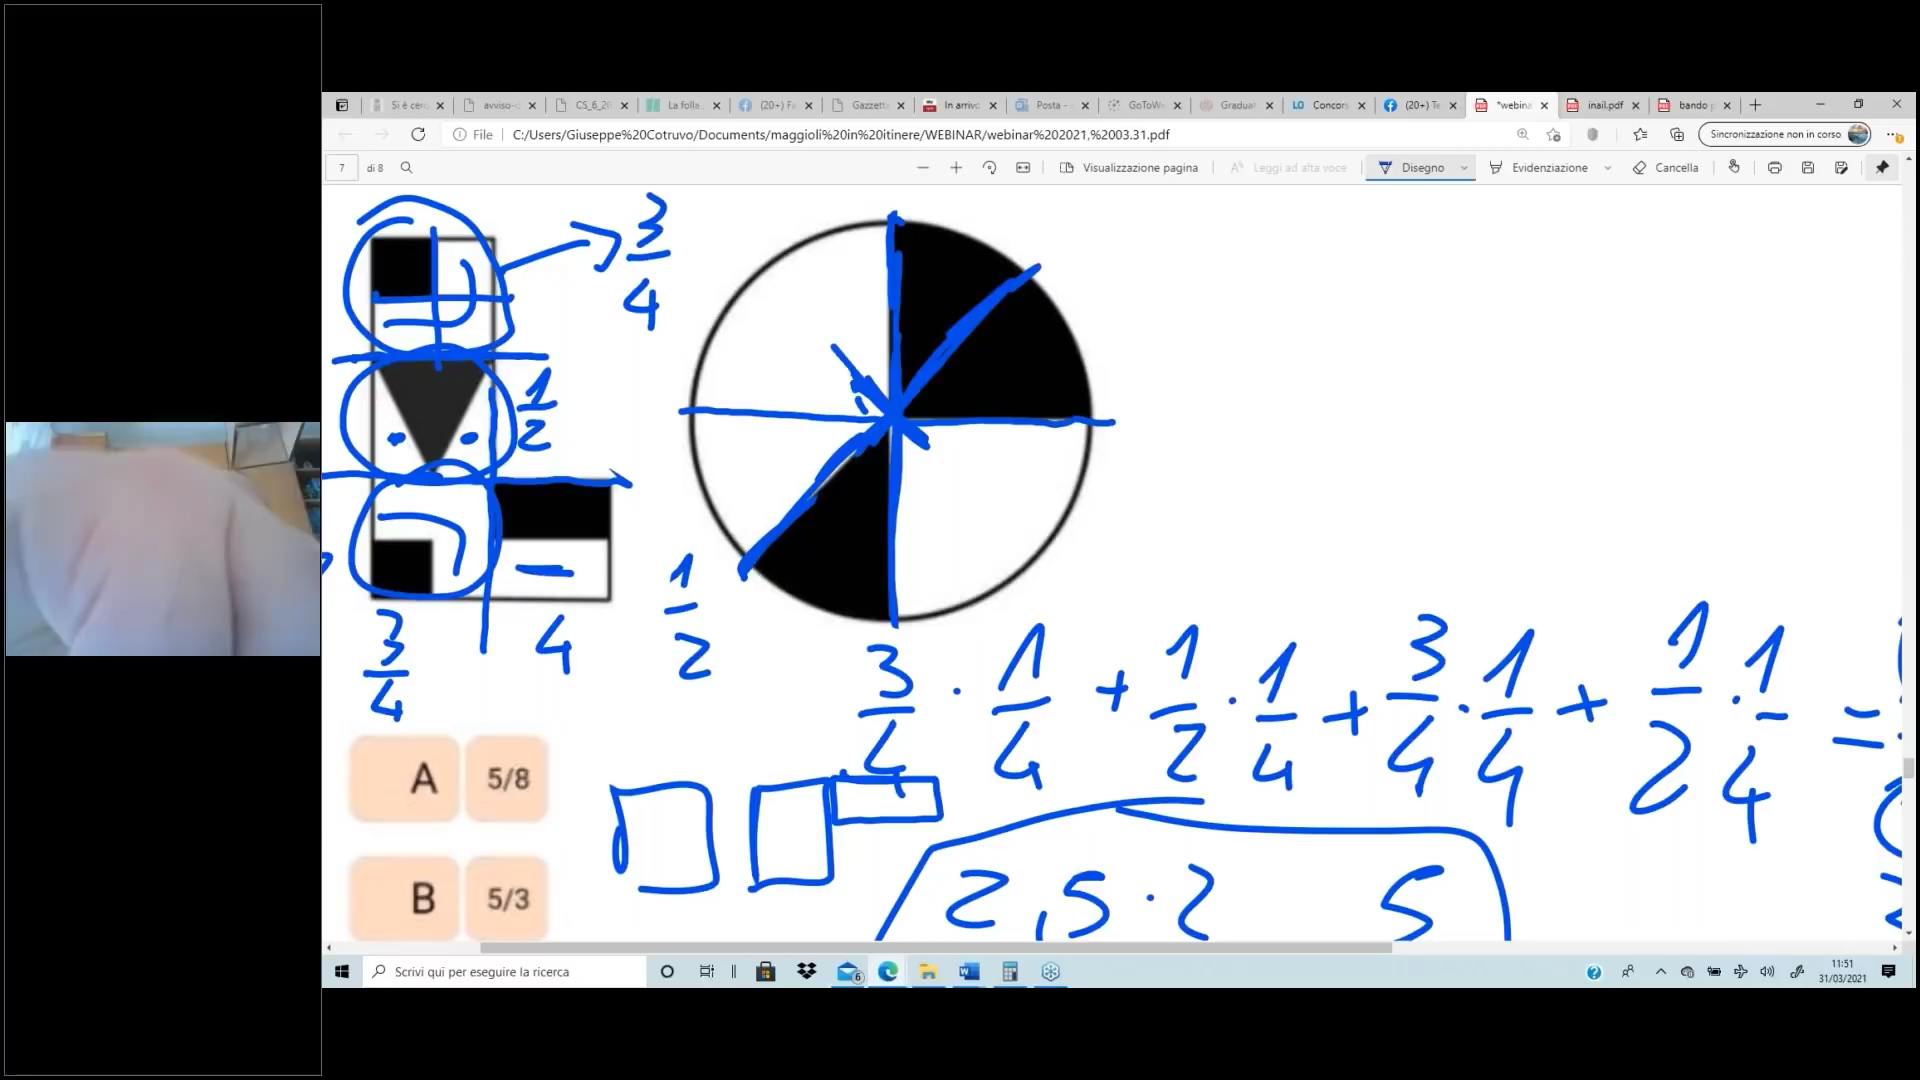 Si è cerc avviso- CS_6_20 La folla (20+) Fa Gazzetta In arrivo Posta - GoToWe Graduat LO Concors (20+) Te *webina inail.pdf bando p
File C:/Users/Giuseppe%20Cotruvo/Documents/maggioli%20in%20itinere/WEBINAR/webinar%202021,%2003.31.pdf Sincronizzazione non in corso
7 di 8 Visualizzazione pagina Leggi ad alta voce Disegno Evidenziazione Cancella
3/4
1/2
3/4 4 1/2
3/4 · 1/4 + 1/2 · 1/4 + 3/4 · 1/4 + 1/2 · 1/4 =
A 5/8
B 5/3
2,5 · 2 5
Scrivi qui per eseguire la ricerca
6
11:51
31/03/2021